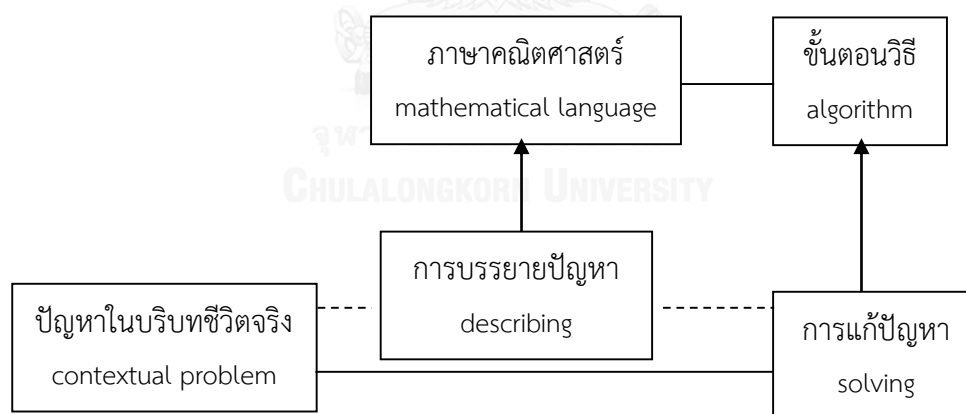 ภาษาคณิตศาสตร์
mathematical language
ขั้นตอนวิธี
algorithm
CHULALONGKORN UNIVERSITY
การบรรยายปัญหา
describing
ปัญหาในบริบทชีวิตจริง
contextual problem
การแก้ปัญหา
solving